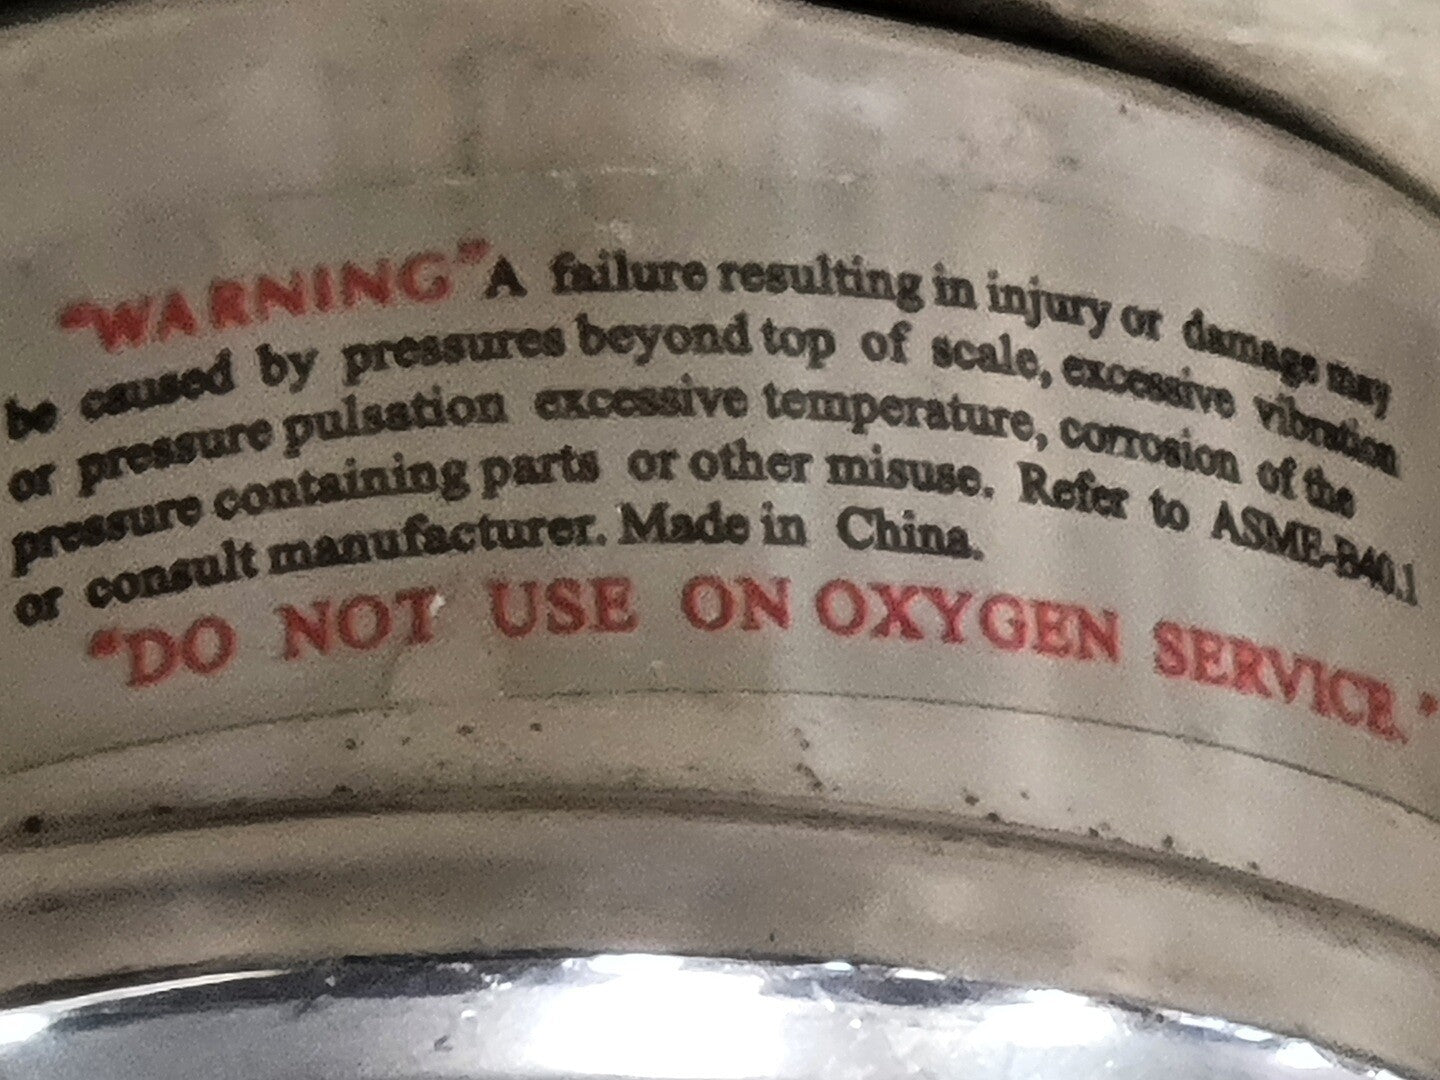 "WARNING" A failure resulting in injury or damage may
be caused by pressures beyond top of scale, excessive vibration
or pressure pulsation excessive temperature, corrosion of the
pressure containing parts or other misuse. Refer to ASME-B40.1
or consult manufacturer. Made in China.
"DO NOT USE ON OXYGEN SERVICE."